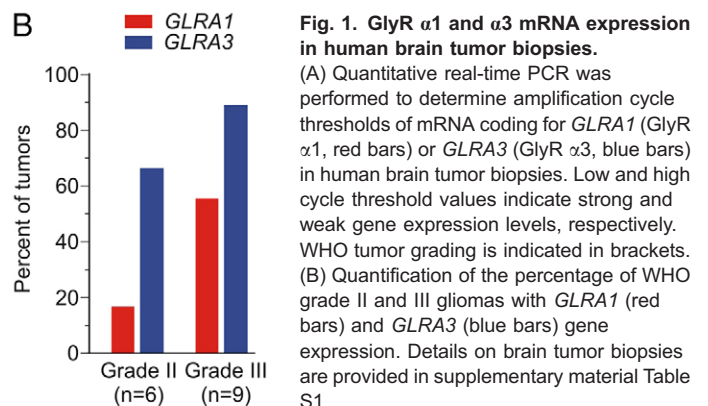 B
GLRA1
GLRA3
100
80
60
40
20
0
Percent of tumors
Grade II Grade III
(n=6) (n=9)
Fig. 1. GlyR α1 and α3 mRNA expression
in human brain tumor biopsies.
(A) Quantitative real-time PCR was
performed to determine amplification cycle
thresholds of mRNA coding for GLRA1 (GlyR
α1, red bars) or GLRA3 (GlyR α3, blue bars)
in human brain tumor biopsies. Low and high
cycle threshold values indicate strong and
weak gene expression levels, respectively.
WHO tumor grading is indicated in brackets.
(B) Quantification of the percentage of WHO
grade II and III gliomas with GLRA1 (red
bars) and GLRA3 (blue bars) gene
expression. Details on brain tumor biopsies
are provided in supplementary material Table
S1